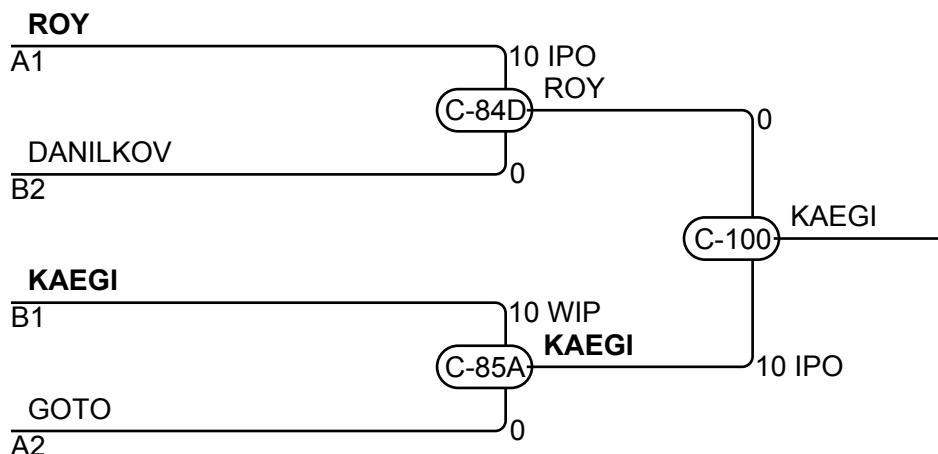 ROY
A1
10 IPO
ROY
C-84D
0
DANILKOV
B2
0
KAEGI
C-100
KAEGI
B1
10 WIP
KAEGI
C-85A
10 IPO
GOTO
A2
0